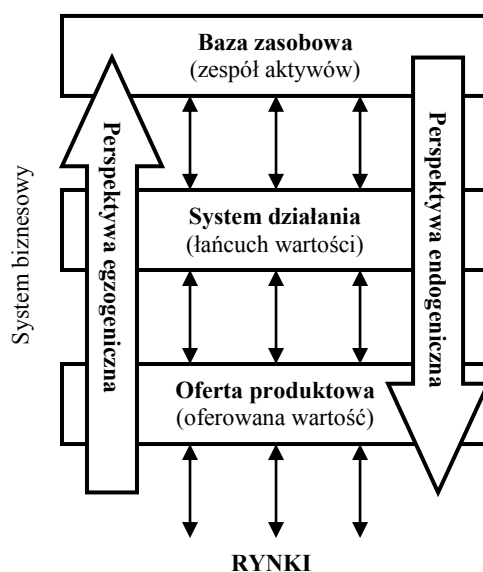 Baza zasobowa
(zespół aktywów)
System biznesowy
Perspektywa egzogeniczna
System działania
(łańcuch wartości)
Perspektywa endogeniczna
Oferta produktowa
(oferowana wartość)
RYNKI